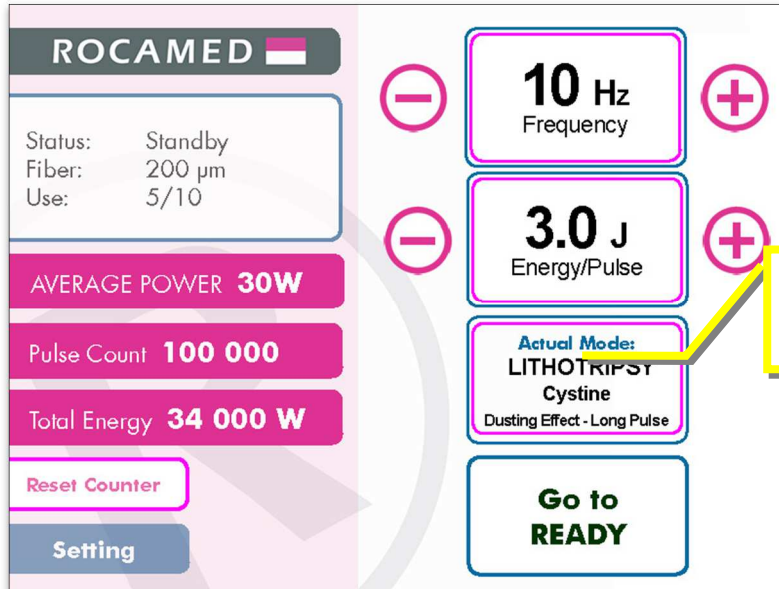 ROCAMED
Status: Standby
Fiber: 200 µm
Use: 5/10
AVERAGE POWER 30W
Pulse Count 100 000
Total Energy 34 000 W
Reset Counter
Setting
10 Hz
Frequency
3.0 J
Energy/Pulse
Actual Mode:
LITHOTRIPSY
Cystine
Dusting Effect - Long Pulse
Go to
READY